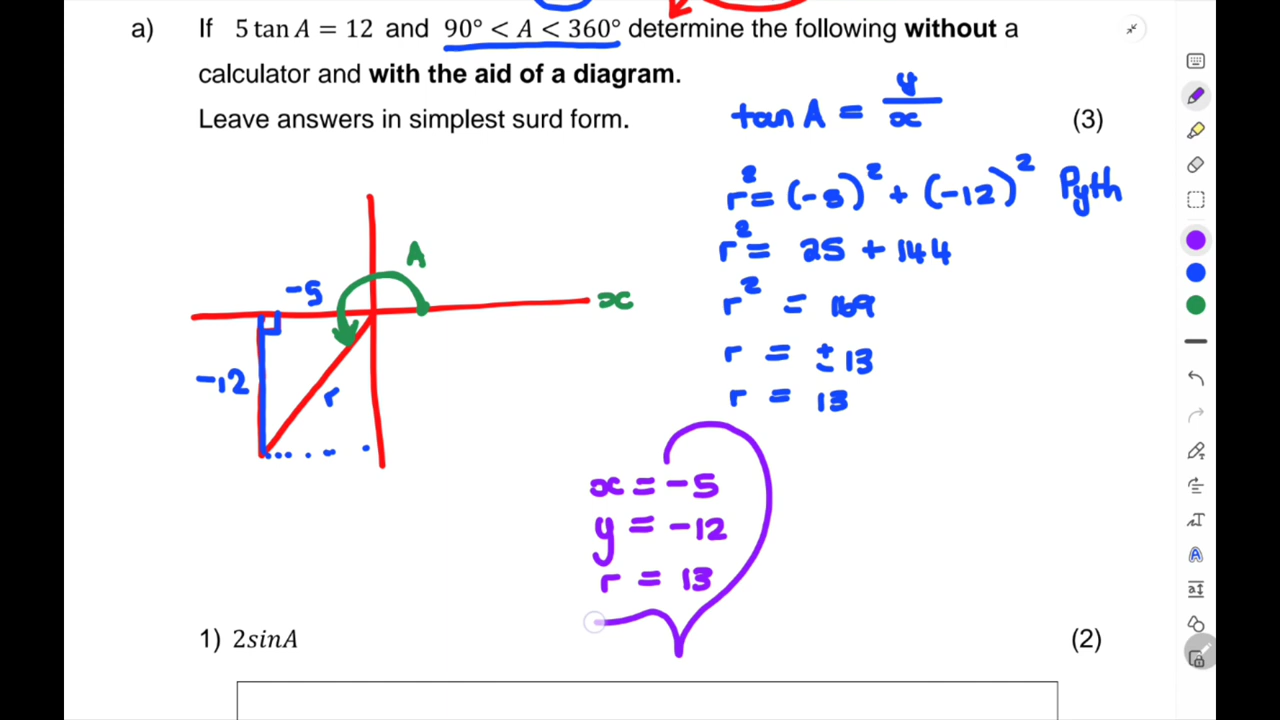 a) If 5 tan A = 12 and 90° < A < 360° determine the following without a
calculator and with the aid of a diagram.
Leave answers in simplest surd form. (3)
tan A = y/x
r² = (-5)² + (-12)² Pyth
r² = 25 + 144
r² = 169
r = ± 13
r = 13
A
-5
x
-12
r
x = -5
y = -12
r = 13
1) 2sinA (2)